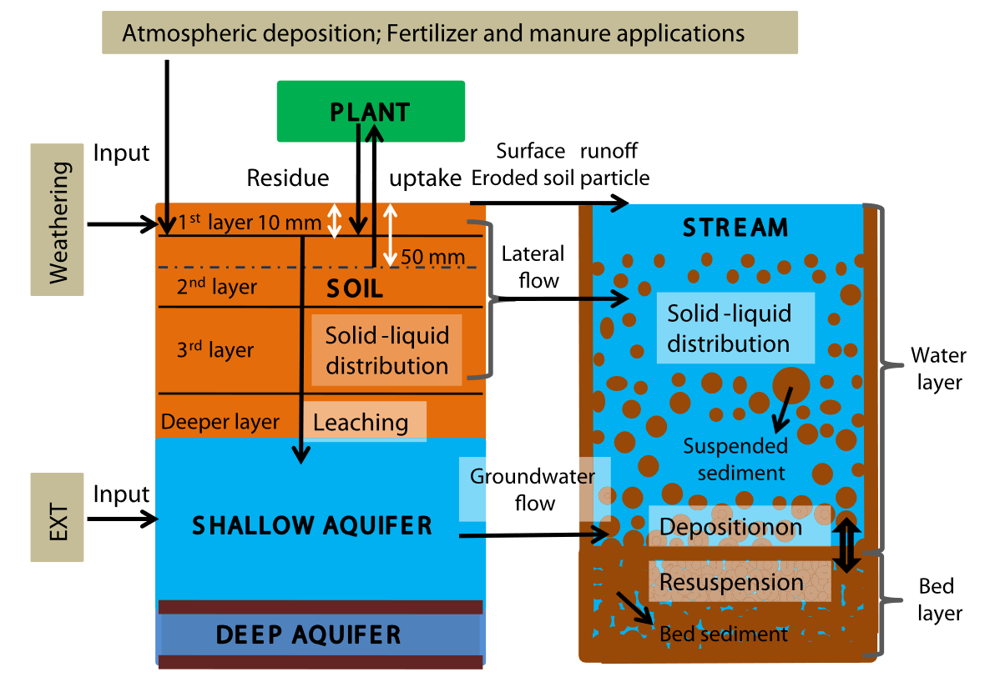 Atmospheric deposition; Fertilizer and manure applications
PLANT
Weathering
Input
Residue
uptake
Surface runoff
Eroded soil particle
1st layer 10 mm
50 mm
2nd layer
SOIL
3rd layer
Solid -liquid
distribution
Deeper layer
Leaching
Lateral
flow
STREAM
Solid -liquid
distribution
Suspended
sediment
Water
layer
EXT
Input
SHALLOW AQUIFER
Groundwater
flow
Depositionon
Resuspension
Bed sediment
Bed
layer
DEEP AQUIFER